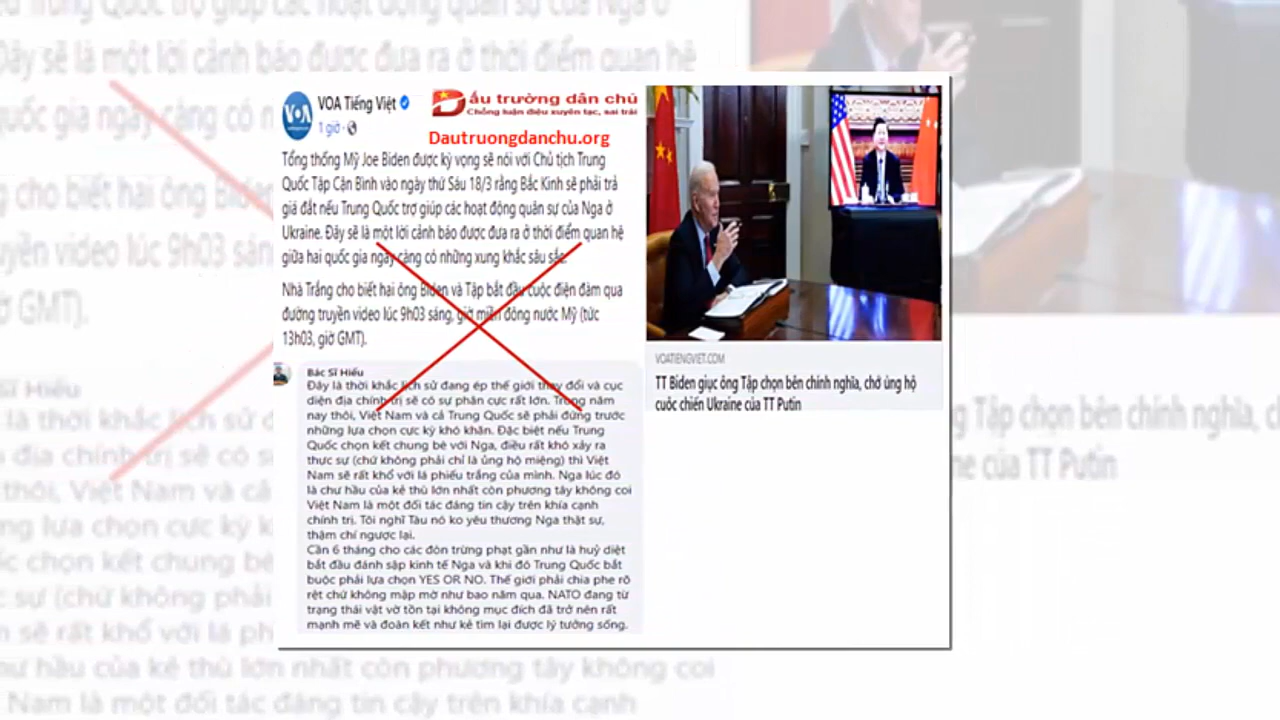 VOA Tiếng Việt
1 giờ ·
Đấu trường dân chủ
Chống luận điệu xuyên tạc, sai trái
Dautruongdanchu.org
Tổng thống Mỹ Joe Biden được kỳ vọng sẽ nói với Chủ tịch Trung
Quốc Tập Cận Bình vào ngày thứ Sáu 18/3 rằng Bắc Kinh sẽ phải trả
giá đắt nếu Trung Quốc trợ giúp các hoạt động quân sự của Nga ở
Ukraine. Đây sẽ là một lời cảnh báo được đưa ra ở thời điểm quan hệ
giữa hai quốc gia ngày càng có những xung khắc sâu sắc.
Nhà Trắng cho biết hai ông Biden và Tập bắt đầu cuộc điện đàm qua
đường truyền video lúc 9h03 sáng, giờ miền đông nước Mỹ (tức
13h03, giờ GMT).
Bác Sĩ Hiếu
Đây là thời khắc lịch sử đang ép thế giới thay đổi và cục
diện địa chính trị sẽ có sự phân cực rất lớn. Trong năm
nay thôi, Việt Nam và cả Trung Quốc sẽ phải đứng trước
những lựa chọn cực kỳ khó khăn. Đặc biệt nếu Trung
Quốc chọn kết chung bè với Nga, điều rất khó xảy ra
thực sự (chứ không phải chỉ là ủng hộ miệng) thì Việt
Nam sẽ rất khổ với lá phiếu trắng của mình. Nga lúc đó
là chư hầu của kẻ thù lớn nhất còn phương tây không coi
Việt Nam là một đối tác đáng tin cậy trên khía cạnh
chính trị. Tôi nghĩ Tàu nó ko yêu thương Nga thật sự,
thậm chí ngược lại.
Cần 6 tháng cho các đòn trừng phạt gần như là huỷ diệt
bắt đầu đánh sập kinh tế Nga và khi đó Trung Quốc bắt
buộc phải lựa chọn YES OR NO. Thế giới phải chia phe rõ
rệt chứ không mập mờ như bao năm qua. NATO đang từ
trạng thái vật vờ tồn tại không mục đích đã trở nên rất
mạnh mẽ và đoàn kết như kẻ tìm lại được lý tưởng sống.
VOATIENGVIET.COM
TT Biden giục ông Tập chọn bên chính nghĩa, chớ ủng hộ
cuộc chiến Ukraine của TT Putin